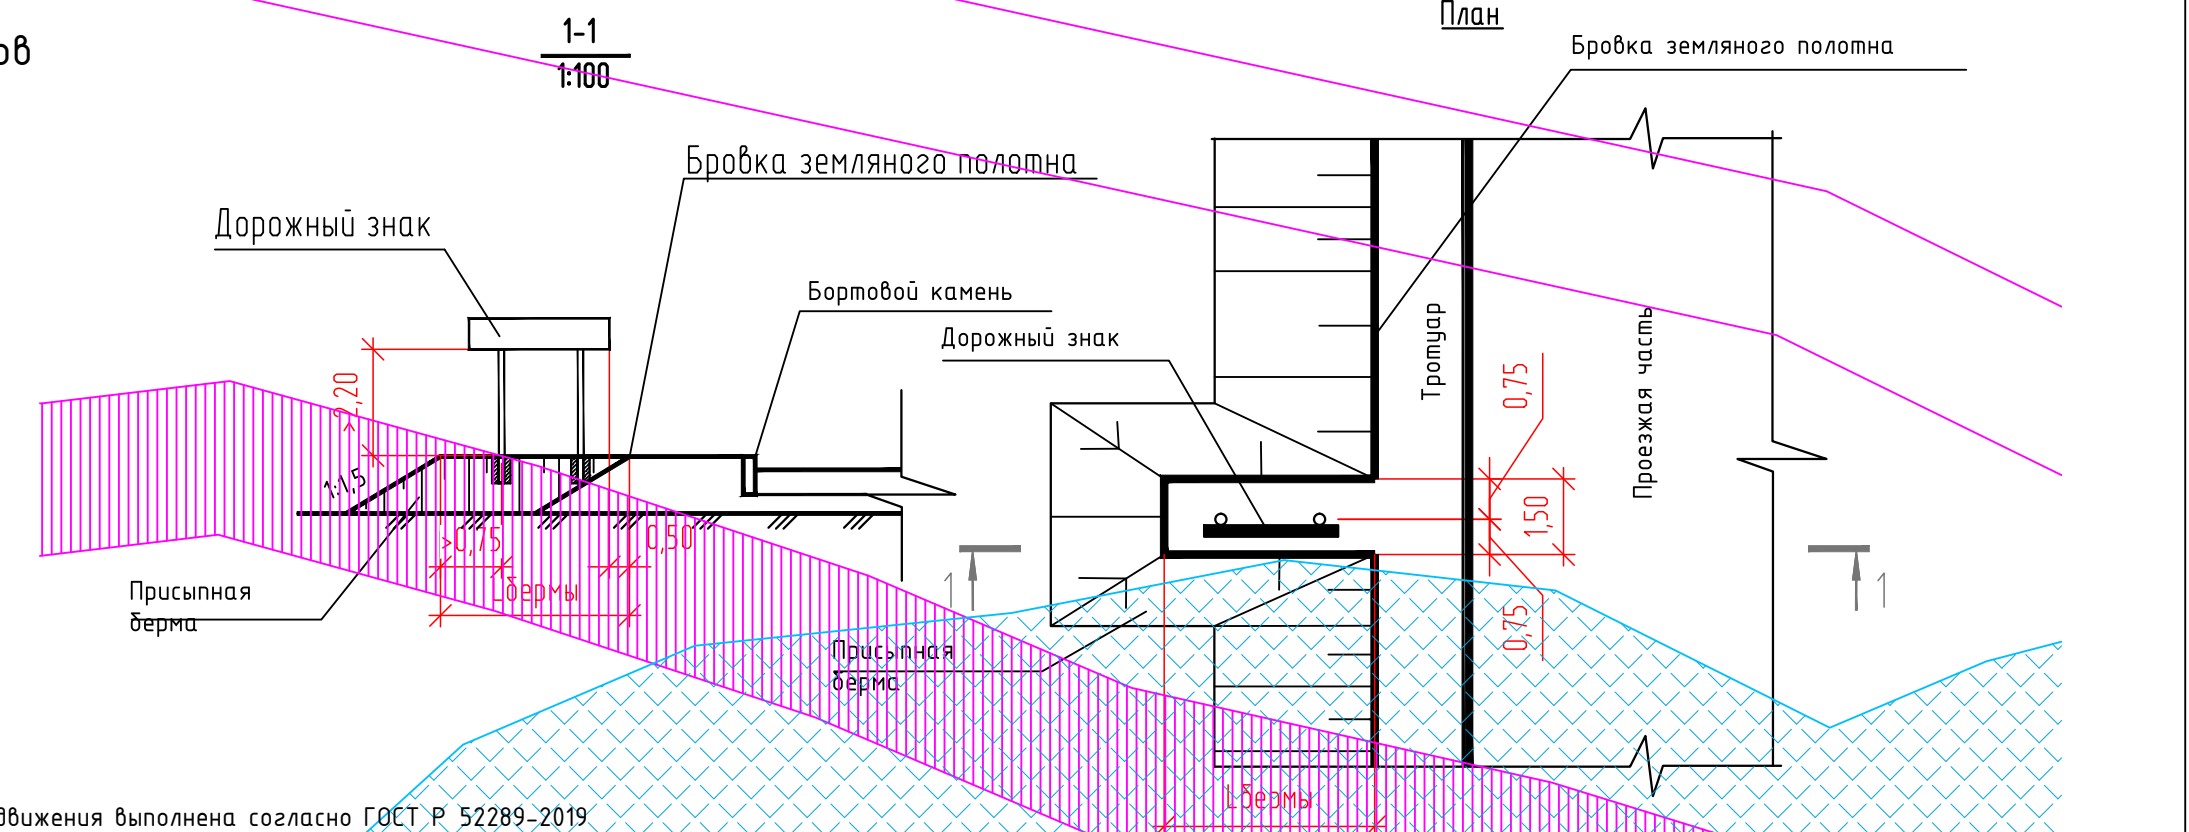 ов
1-1
1:100
План
Бровка земляного полотна
Бровка земляного полотна
Дорожный знак
Бортовой камень
Дорожный знак
Тротуар
Проезжая часть
>2,20
1:1,5
0,75
1,50
0,75
>0,75
0,50
Lбермы
Присыпная
берма
1
1
Присыпная
берма
Lбермы
движения выполнена согласно ГОСТ Р 52289-2019